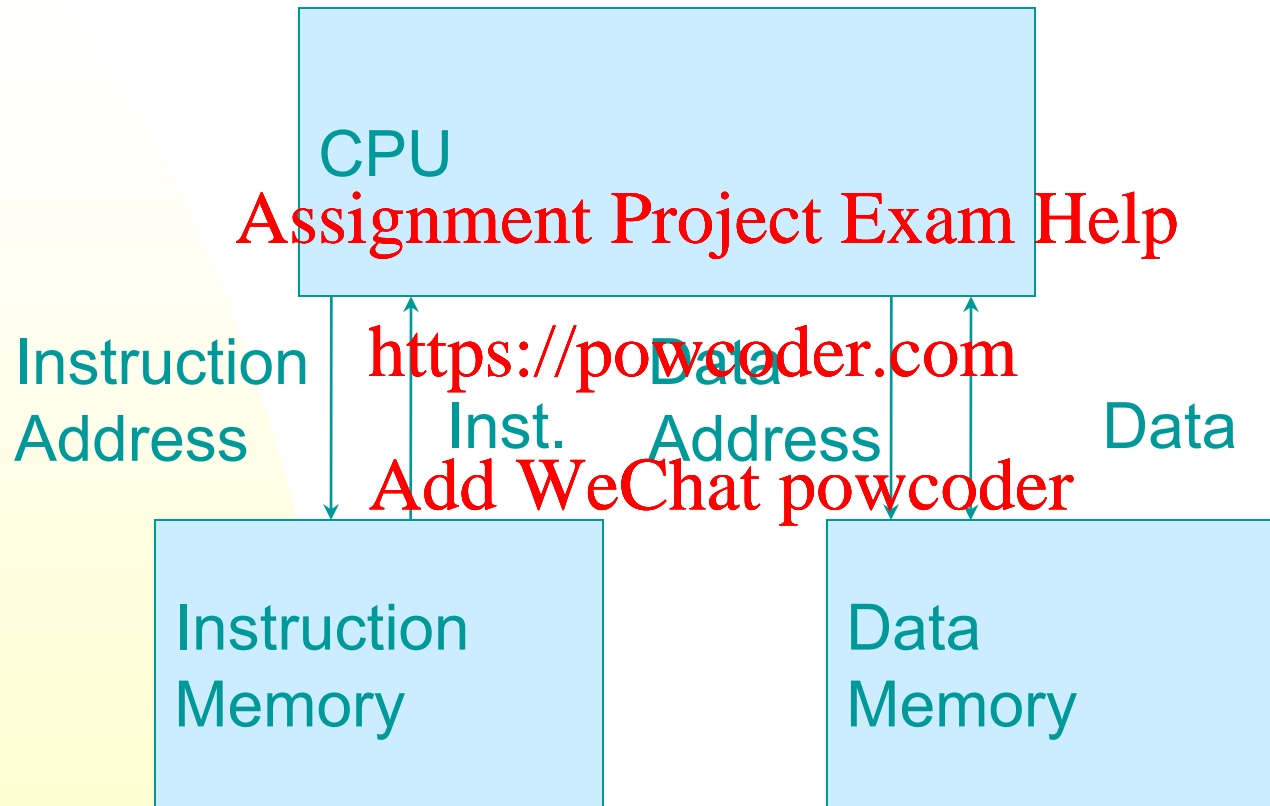 CPU
Assignment Project Exam Help
Instruction
Address
https://powcoder.com
Inst.
Data
Address
Data
Add WeChat powcoder
Instruction
Memory
Data
Memory